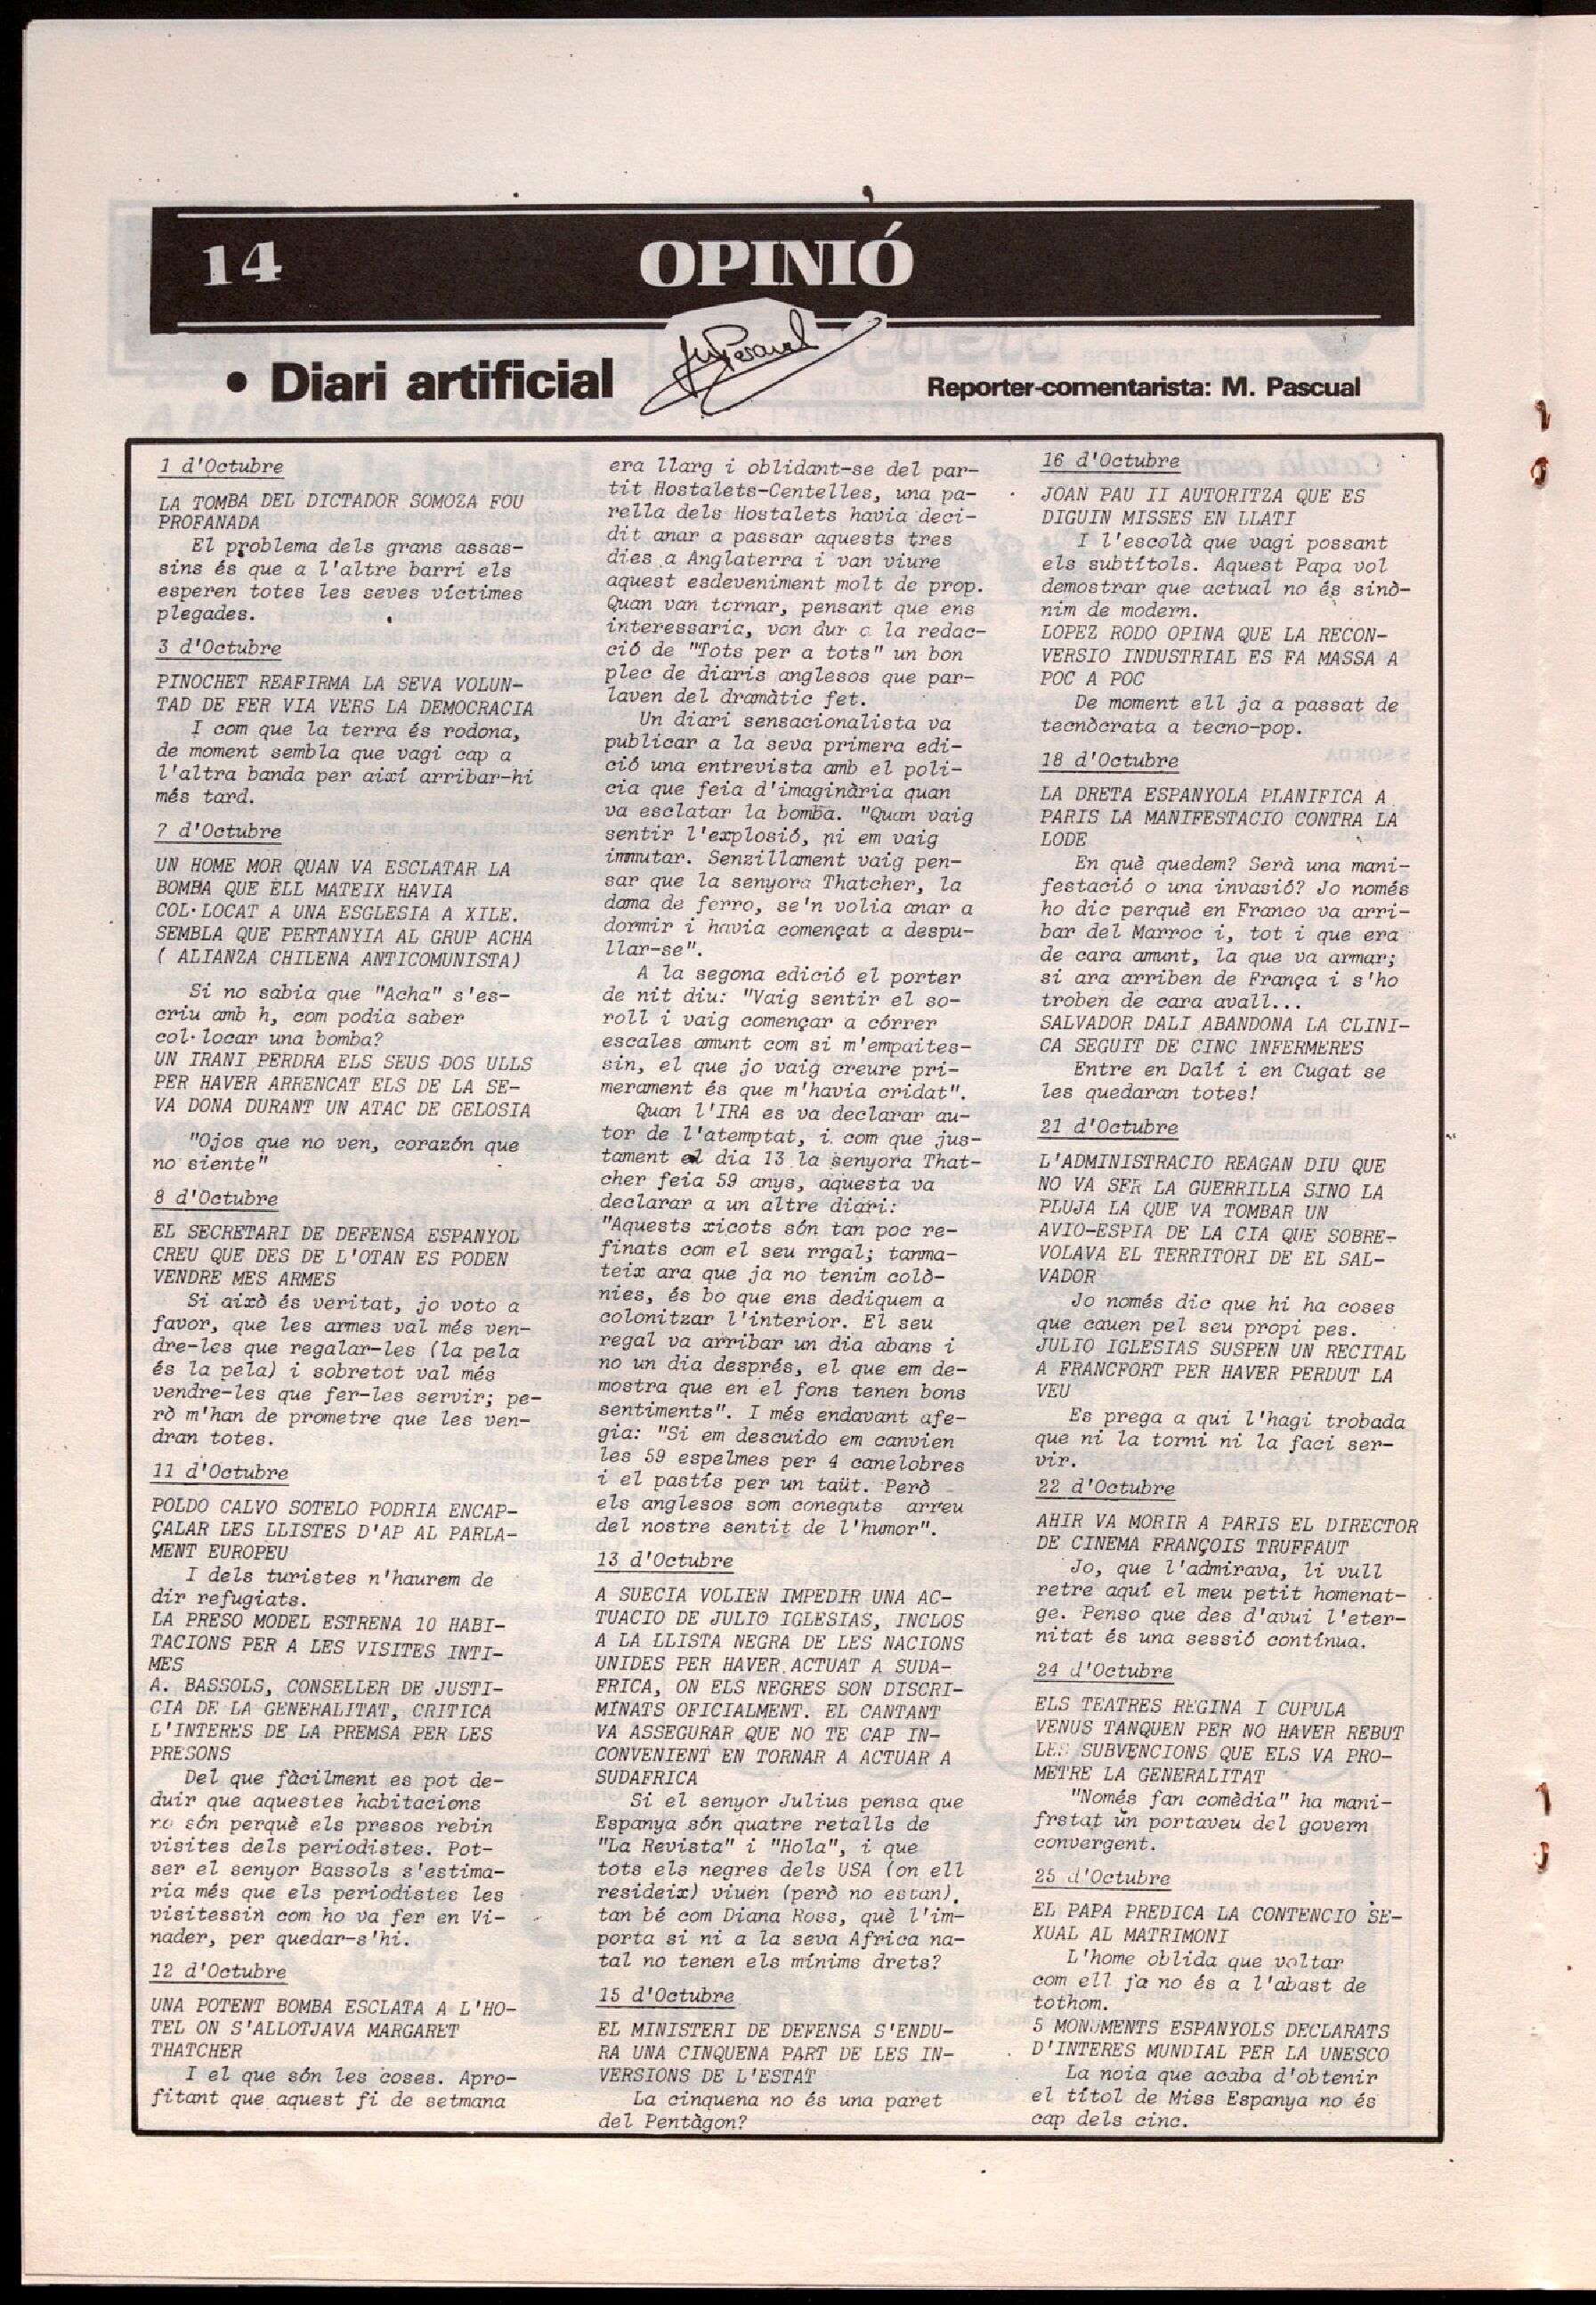 14
OPINIÓ
• Diari artificial
Reporter-comentarista: M. Pascual
1 d'Octubre
LA TOMBA DEL DICTADOR SOMOZA FOU
PROFANADA
El problema dels grans assas-
sins és que a l'altre barri els
esperen totes les seves víctimes
plegades.
3 d'Octubre
PINOCHET REAFIRMA LA SEVA VOLUN-
TAD DE FER VIA VERS LA DEMOCRACIA
I com que la terra és rodona,
de moment sembla que vagi cap a
l'altra banda per així arribar-hi
més tard.
7 d'Octubre
UN HOME MOR QUAN VA ESCLATAR LA
BOMBA QUE ELL MATEIX HAVIA
COL·LOCAT A UNA ESGLESIA A XILE.
SEMBLA QUE PERTANYIA AL GRUP ACHA
( ALIANZA CHILENA ANTICOMUNISTA)
Si no sabia que "Acha" s'es-
criu amb h, com podia saber
col·locar una bomba?
UN IRANI PERDRA ELS SEUS DOS ULLS
PER HAVER ARRENCAT ELS DE LA SE-
VA DONA DURANT UN ATAC DE GELOSIA
"Ojos que no ven, corazón que
no siente"
8 d'Octubre
EL SECRETARI DE DEFENSA ESPANYOL
CREU QUE DES DE L'OTAN ES PODEN
VENDRE MES ARMES
Si això és veritat, jo voto a
favor, que les armes val més ven-
dre-les que regalar-les (la pela
és la pela) i sobretot val més
vendre-les que fer-les servir; pe-
rò m'han de prometre que les ven-
dran totes.
11 d'Octubre
POLDO CALVO SOTELO PODRIA ENCAP-
ÇALAR LES LLISTES D'AP AL PARLA-
MENT EUROPEU
I dels turistes n'haurem de
dir refugiats.
LA PRESO MODEL ESTRENA 10 HABI-
TACIONS PER A LES VISITES INTI-
MES
A. BASSOLS, CONSELLER DE JUSTI-
CIA DE LA GENERALITAT, CRITICA
L'INTERES DE LA PREMSA PER LES
PRESONS
Del que fàcilment es pot de-
duir que aquestes habitacions
no són perquè els presos rebin
visites dels periodistes. Pot-
ser el senyor Bassols s'estima-
ria més que els periodistes les
visitessin com ho va fer en Vi-
nader, per quedar-s'hi.
12 d'Octubre
UNA POTENT BOMBA ESCLATA A L'HO-
TEL ON S'ALLOTJAVA MARGARET
THATCHER
I el que són les coses. Apro-
fitant que aquest fi de setmana
era llarg i oblidant-se del par-
tit Hostalets-Centelles, una pa-
rella dels Hostalets havia deci-
dit anar a passar aquests tres
dies a Anglaterra i van viure
aquest esdeveniment molt de prop.
Quan van tornar, pensant que ens
interessaria, van dur a la redac-
ció de "Tots per a tots" un bon
plec de diaris anglesos que par-
laven del dramàtic fet.
Un diari sensacionalista va
publicar a la seva primera edi-
ció una entrevista amb el poli-
cia que feia d'imaginària quan
va esclatar la bomba. "Quan vaig
sentir l'explosió, ni em vaig
immutar. Senzillament vaig pen-
sar que la senyora Thatcher, la
dama de ferro, se'n volia anar a
dormir i havia començat a despu-
llar-se".
A la segona edició el porter
de nit diu: "Vaig sentir el so-
roll i vaig començar a córrer
escales amunt com si m'empaites-
sin, el que jo vaig creure pri-
merament és que m'havia cridat".
Quan l'IRA es va declarar au-
tor de l'atemptat, i com que jus-
tament el dia 13 la senyora That-
cher feia 59 anys, aquesta va
declarar a un altre diari:
"Aquests xicots són tan poc re-
finats com el seu rrgal; tanma-
teix ara que ja no tenim colò-
nies, és bo que ens dediquem a
colonitzar l'interior. El seu
regal va arribar un dia abans i
no un dia després, el que em de-
mostra que en el fons tenen bons
sentiments". I més endavant afe-
gia: "Si em descuido em canvien
les 59 espelmes per 4 canelobres
i el pastís per un taüt. Però
els anglesos som coneguts arreu
del nostre sentit de l'humor".
13 d'Octubre
A SUECIA VOLIEN IMPEDIR UNA AC-
TUACIO DE JULIO IGLESIAS, INCLOS
A LA LLISTA NEGRA DE LES NACIONS
UNIDES PER HAVER ACTUAT A SUDA-
FRICA, ON ELS NEGRES SON DISCRI-
MINATS OFICIALMENT. EL CANTANT
VA ASSEGURAR QUE NO TE CAP IN-
CONVENIENT EN TORNAR A ACTUAR A
SUDAFRICA
Si el senyor Julius pensa que
Espanya són quatre retalls de
"La Revista" i "Hola", i que
tots els negres dels USA (on ell
resideix) viuen (però no estan)
tan bé com Diana Ross, què l'im-
porta si ni a la seva Africa na-
tal no tenen els mínims drets?
15 d'Octubre
EL MINISTERI DE DEFENSA S'ENDU-
RA UNA CINQUENA PART DE LES IN-
VERSIONS DE L'ESTAT
La cinquena no és una paret
del Pentàgon?
16 d'Octubre
JOAN PAU II AUTORITZA QUE ES
DIGUIN MISSES EN LLATI
I l'escolà que vagi possant
els subtítols. Aquest Papa vol
demostrar que actual no és sinò-
nim de modern.
LOPEZ RODO OPINA QUE LA RECON-
VERSIO INDUSTRIAL ES FA MASSA A
POC A POC
De moment ell ja a passat de
tecnòcrata a tecno-pop.
18 d'Octubre
LA DRETA ESPANYOLA PLANIFICA A
PARIS LA MANIFESTACIO CONTRA LA
LODE
En què quedem? Serà una mani-
festació o una invasió? Jo només
ho dic perquè en Franco va arri-
bar del Marroc i, tot i que era
de cara amunt, la que va armar;
si ara arriben de França i s'ho
troben de cara avall...
SALVADOR DALI ABANDONA LA CLINI-
CA SEGUIT DE CINC INFERMERES
Entre en Dalí i en Cugat se
les quedaran totes!
21 d'Octubre
L'ADMINISTRACIO REAGAN DIU QUE
NO VA SER LA GUERRILLA SINO LA
PLUJA LA QUE VA TOMBAR UN
AVIO-ESPIA DE LA CIA QUE SOBRE-
VOLAVA EL TERRITORI DE EL SAL-
VADOR
Jo només dic que hi ha coses
que cauen pel seu propi pes.
JULIO IGLESIAS SUSPEN UN RECITAL
A FRANCFORT PER HAVER PERDUT LA
VEU
Es prega a qui l'hagi trobada
que ni la torni ni la faci ser-
vir.
22 d'Octubre
AHIR VA MORIR A PARIS EL DIRECTOR
DE CINEMA FRANÇOIS TRUFFAUT
Jo, que l'admirava, li vull
retre aquí el meu petit homenat-
ge. Penso que des d'avui l'eter-
nitat és una sessió contínua.
24 d'Octubre
ELS TEATRES REGINA I CUPULA
VENUS TANQUEN PER NO HAVER REBUT
LES SUBVENCIONS QUE ELS VA PRO-
METRE LA GENERALITAT
"Només fan comèdia" ha mani-
frstat un portaveu del govern
convergent.
25 d'Octubre
EL PAPA PREDICA LA CONTENCIO SE-
XUAL AL MATRIMONI
L'home oblida que voltar
com ell ja no és a l'abast de
tothom.
5 MONUMENTS ESPANYOLS DECLARATS
D'INTERES MUNDIAL PER LA UNESCO
La noia que acaba d'obtenir
el títol de Miss Espanya no és
cap dels cinc.